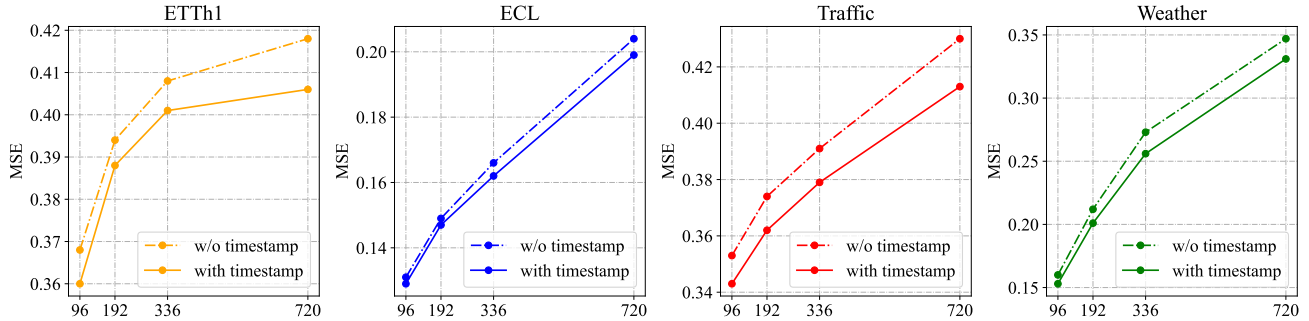 ETTh1
MSE
0.42
0.41
0.40
0.39
0.38
0.37
0.36
96 192 336 720
w/o timestamp
with timestamp
ECL
MSE
0.20
0.18
0.16
0.14
96 192 336 720
w/o timestamp
with timestamp
Traffic
MSE
0.42
0.40
0.38
0.36
0.34
96 192 336 720
w/o timestamp
with timestamp
Weather
MSE
0.35
0.30
0.25
0.20
0.15
96 192 336 720
w/o timestamp
with timestamp